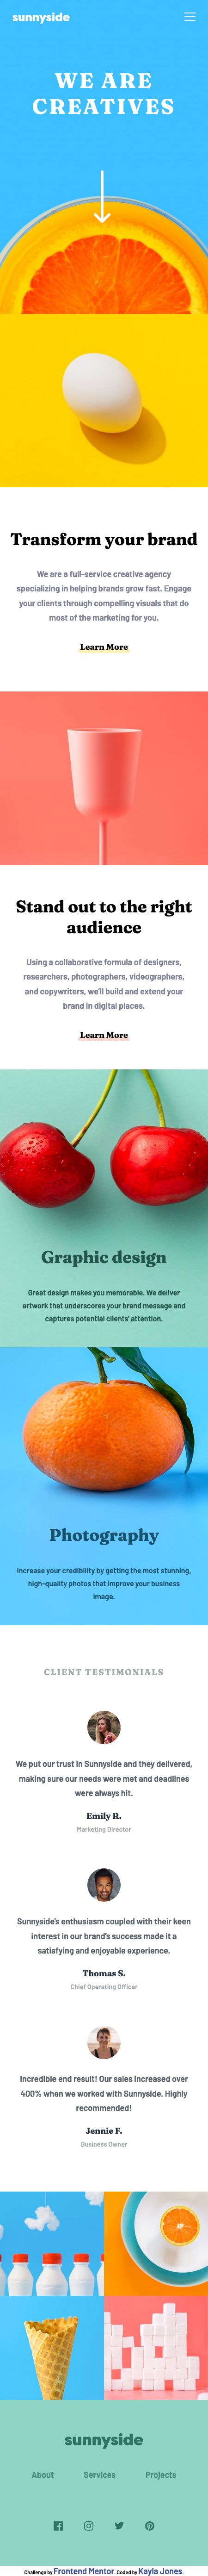 sunnyside
WE ARE
CREATIVES
Transform your brand
We are a full-service creative agency
specializing in helping brands grow fast. Engage
your clients through compelling visuals that do
most of the marketing for you.
Learn More
Stand out to the right
audience
Using a collaborative formula of designers,
researchers, photographers, videographers,
and copywriters, we'll build and extend your
brand in digital places.
Learn More
Graphic design
Great design makes you memorable. We deliver
artwork that underscores your brand message and
captures potential clients' attention.
Photography
Increase your credibility by getting the most stunning,
high-quality photos that improve your business
image.
CLIENT TESTIMONIALS
We put our trust in Sunnyside and they delivered,
making sure our needs were met and deadlines
were always hit.
Emily R.
Marketing Director
Sunnyside's enthusiasm coupled with their keen
interest in our brand's success made it a
satisfying and enjoyable experience.
Thomas S.
Chief Operating Officer
Incredible end result! Our sales increased over
400% when we worked with Sunnyside. Highly
recommended!
Jennie F.
Business Owner
sunnyside
About Services Projects
Challenge by Frontend Mentor. Coded by Kayla Jones.